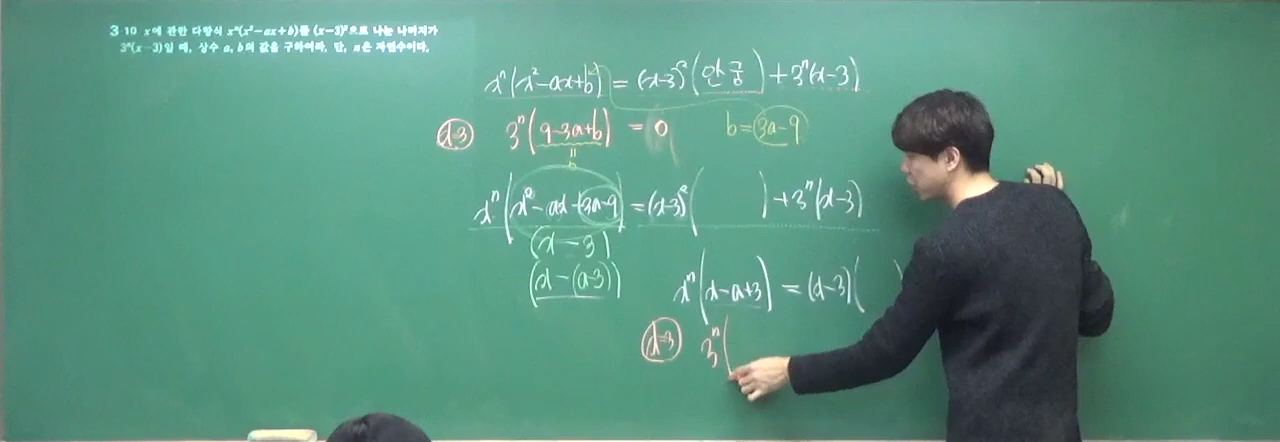 3·10 x에 관한 다항식 xⁿ(x²-ax+b)를 (x-3)²으로 나눈 나머지가
3ⁿ(x-3)일 때, 상수 a, b의 값을 구하여라. 단, n은 자연수이다.
xⁿ(x²-ax+b) = (x-3)²(안궁) + 3ⁿ(x-3)
x=3 3ⁿ(9-3a+b) = 0 b=3a-9
xⁿ(x²-ax+3a-9) = (x-3)²( ) + 3ⁿ(x-3)
(x-3)
(x-(a-3))
xⁿ(x-a+3) = (x-3)( )
x=3 3ⁿ(